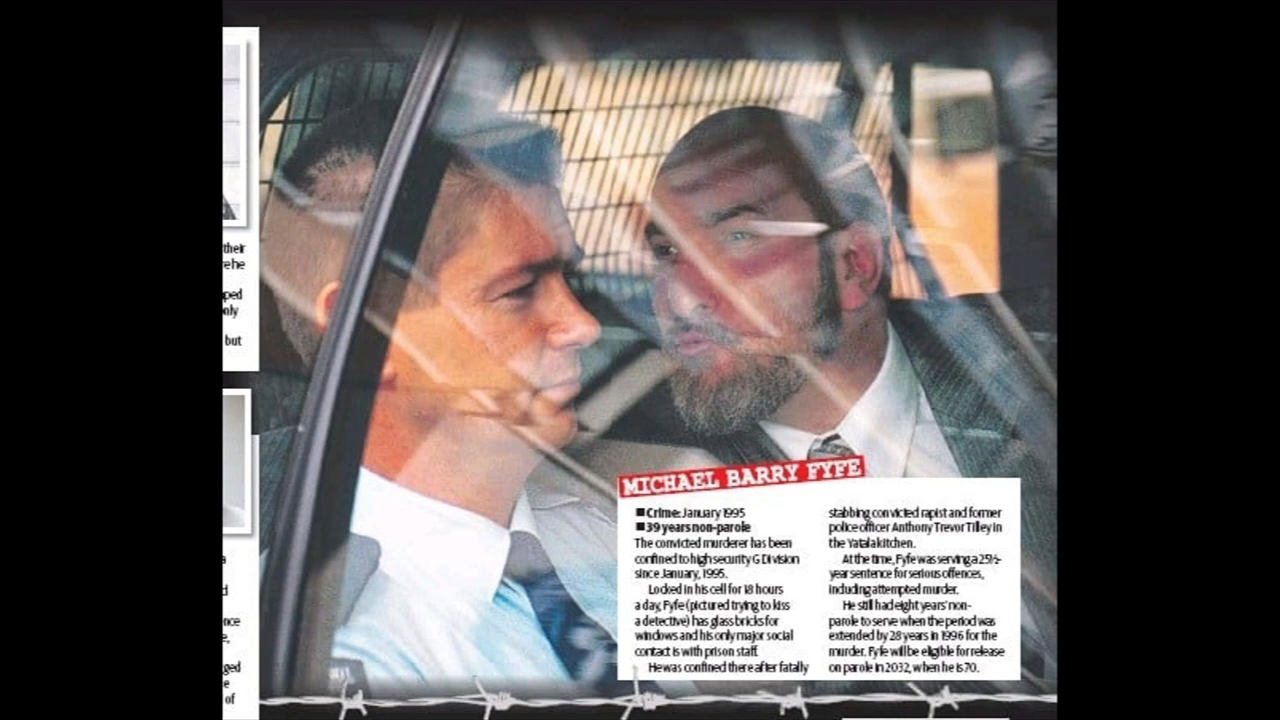 their
re he
ped
only
but
nce
e,
ged
e
of
MICHAEL BARRY FYFE
■ Crime: January 1995
■ 39 years non-parole
The convicted murderer has been
confined to high security G Division
since January, 1995.
Locked in his cell for 18 hours
a day, Fyfe (pictured trying to kiss
a detective) has glass bricks for
windows and his only major social
contact is with prison staff.
He was confined there after fatally
stabbing convicted rapist and former
police officer Anthony Trevor Tilley in
the Yatala kitchen.
At the time, Fyfe was serving a 25½-
year sentence for serious offences,
including attempted murder.
He still had eight years' non-
parole to serve when the period was
extended by 28 years in 1996 for the
murder. Fyfe will be eligible for release
on parole in 2032, when he is 70.